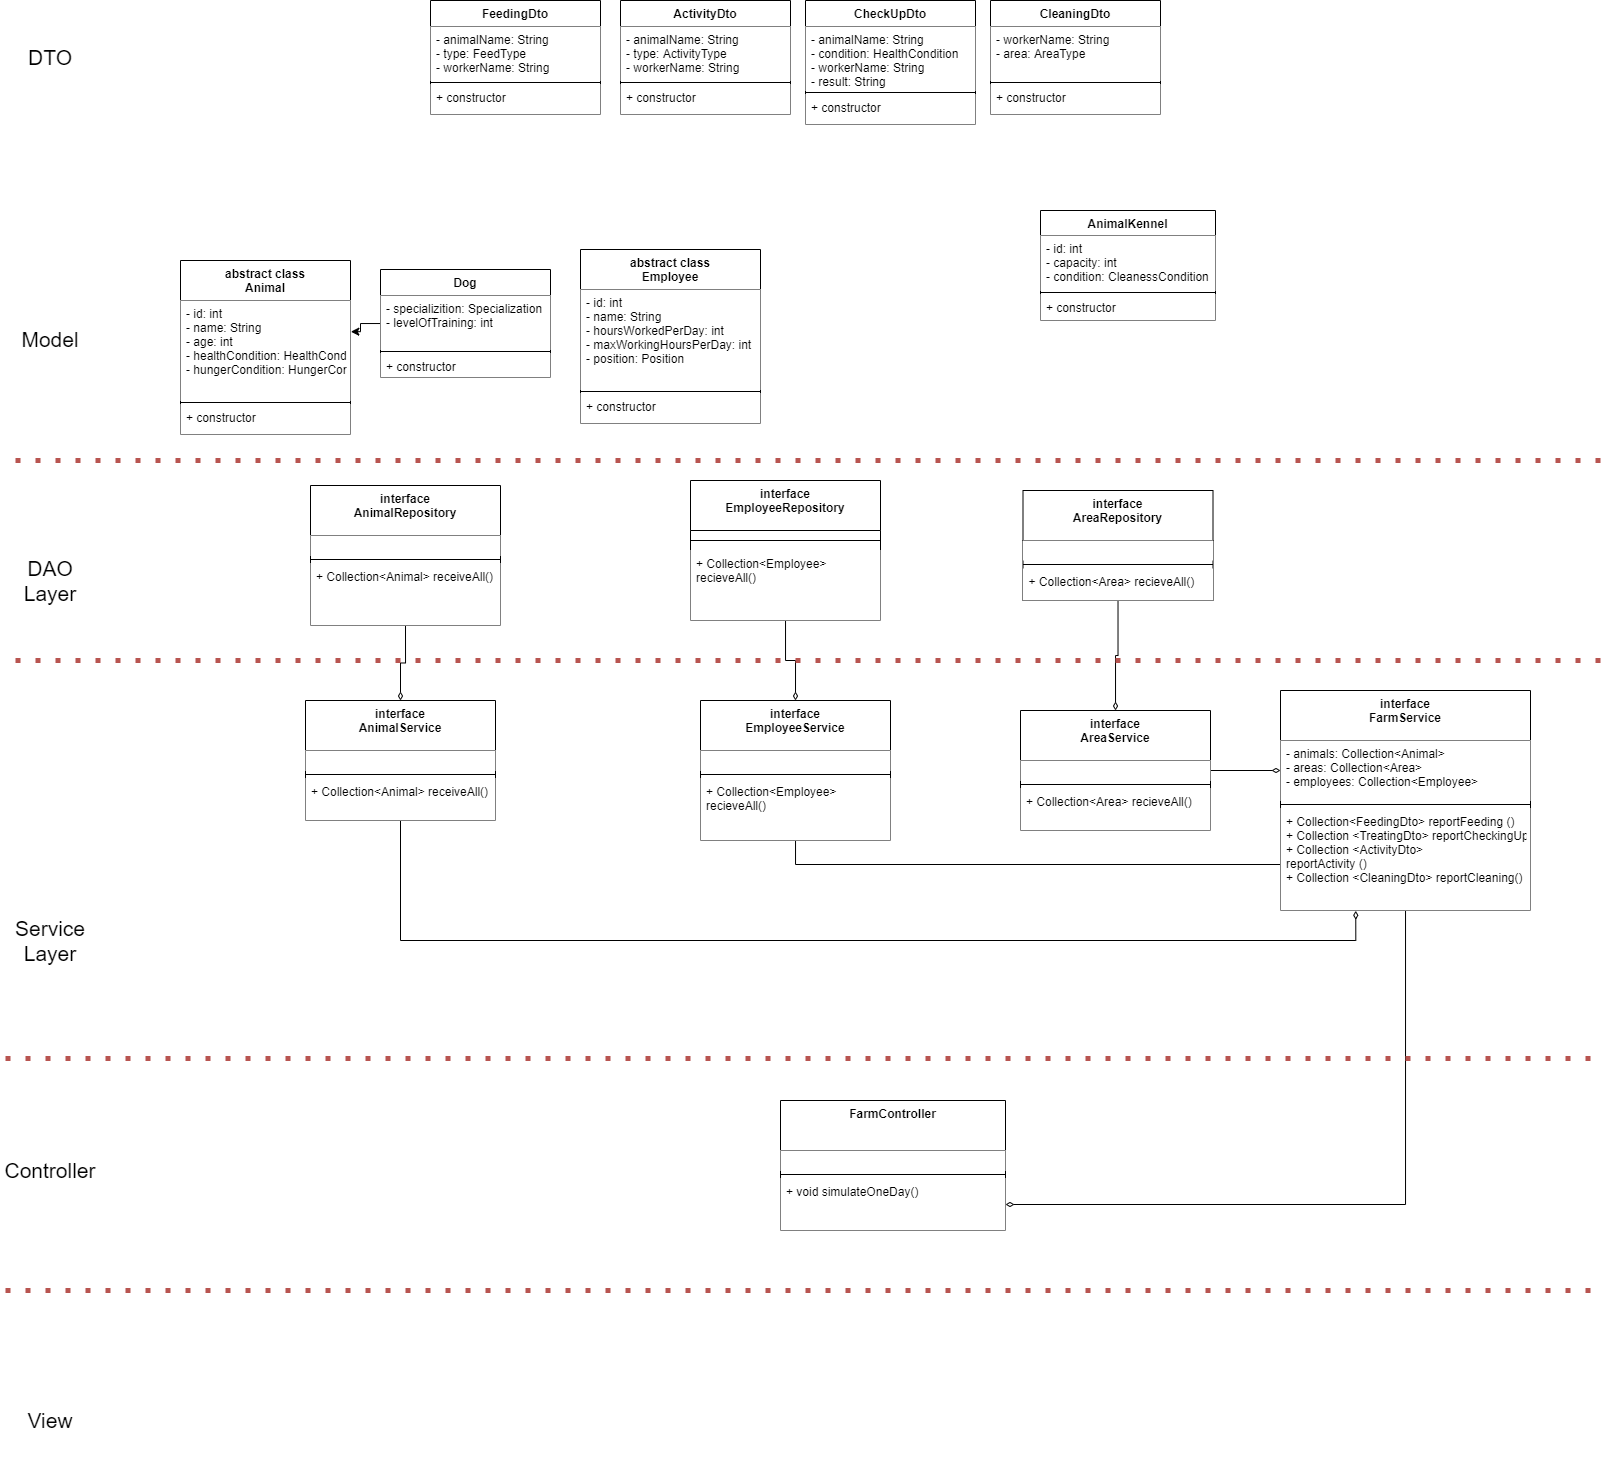 DTO
FeedingDto
- animalName: String
- type: FeedType
- workerName: String
+ constructor
ActivityDto
- animalName: String
- type: ActivityType
- workerName: String
+ constructor
CheckUpDto
- animalName: String
- condition: HealthCondition
- workerName: String
- result: String
+ constructor
CleaningDto
- workerName: String
- area: AreaType
+ constructor
Model
abstract class
Animal
- id: int
- name: String
- age: int
- healthCondition: HealthCond
- hungerCondition: HungerCor
+ constructor
Dog
- speciali​zition: Specialization
- levelOfTraining: int
+ constructor
abstract class
Employee
- id: int
- name: String
- hoursWorkedPerDay: int
- maxWorkingHoursPerDay: int
- position: Position
+ constructor
AnimalKennel
- id: int
- capacity: int
- condition: CleanessCondition
+ constructor
DAO
Layer
interface
AnimalRepository
+ Collection<Animal> receiveAll()
interface
EmployeeRepository
+ Collection<Employee>
recieveAll()
interface
AreaRepository
+ Collection<Area> recieveAll()
Service
Layer
interface
AnimalService
+ Collection<Animal> receiveAll()
interface
EmployeeService
+ Collection<Employee>
recieveAll()
interface
AreaService
+ Collection<Area> recieveAll()
interface
FarmService
- animals: Collection<Animal>
- areas: Collection<Area>
- employees: Collection<Employee>
+ Collection<FeedingDto> reportFeeding ()
+ Collection <TreatingDto> reportCheckingUp
+ Collection <ActivityDto>
reportActivity ()
+ Collection <CleaningDto> reportCleaning()
Controller
FarmController
+ void simulateOneDay()
View